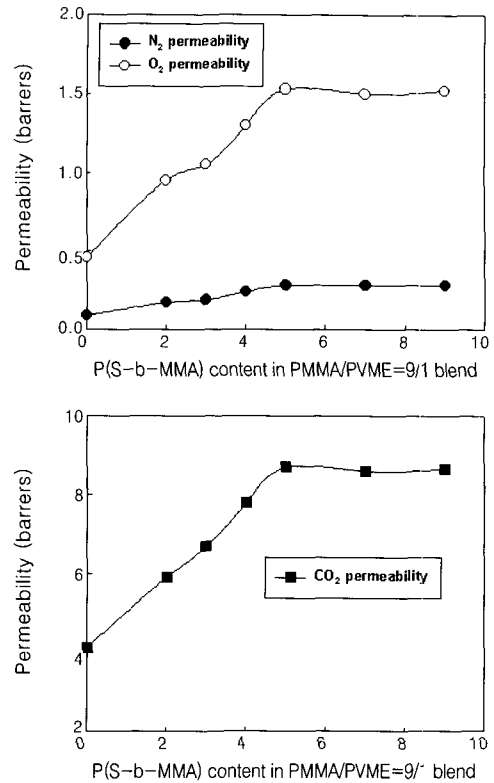 2.0
1.5
1.0
0.5
0.0
Permeability (barrers)
N₂ permeability
O₂ permeability
0 2 4 6 8 10
P(S-b-MMA) content in PMMA/PVME=9/1 blend
10
8
6
4
2
Permeability (barrers)
CO₂ permeability
0 2 4 6 8 10
P(S-b-MMA) content in PMMA/PVME=9/1 blend